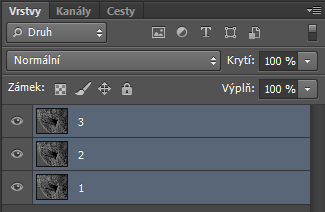 Vrstvy Kanály Cesty
Druh
Normální Krytí: 100 %
Zámek: Výplň: 100 %
3
2
1